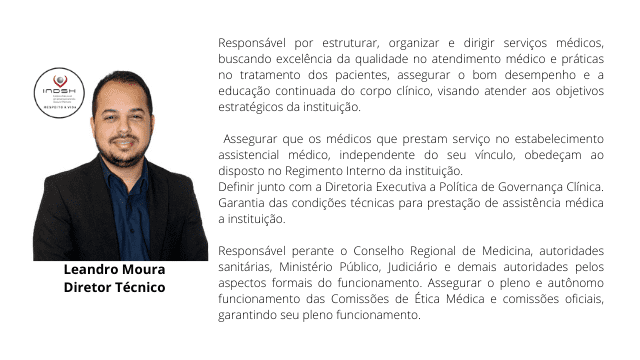 Responsável por estruturar, organizar e dirigir serviços médicos,
buscando excelência da qualidade no atendimento médico e práticas
no tratamento dos pacientes, assegurar o bom desempenho e a
educação continuada do corpo clínico, visando atender aos objetivos
estratégicos da instituição.
Assegurar que os médicos que prestam serviço no estabelecimento
assistencial médico, independente do seu vínculo, obedeçam ao
disposto no Regimento Interno da instituição.
Definir junto com a Diretoria Executiva a Política de Governança Clínica.
Garantia das condições técnicas para prestação de assistência médica
a instituição.
Responsável perante o Conselho Regional de Medicina, autoridades
sanitárias, Ministério Público, Judiciário e demais autoridades pelos
aspectos formais do funcionamento. Assegurar o pleno e autônomo
funcionamento das Comissões de Ética Médica e comissões oficiais,
garantindo seu pleno funcionamento.
INDSH
RESPEITO À VIDA
Leandro Moura
Diretor Técnico